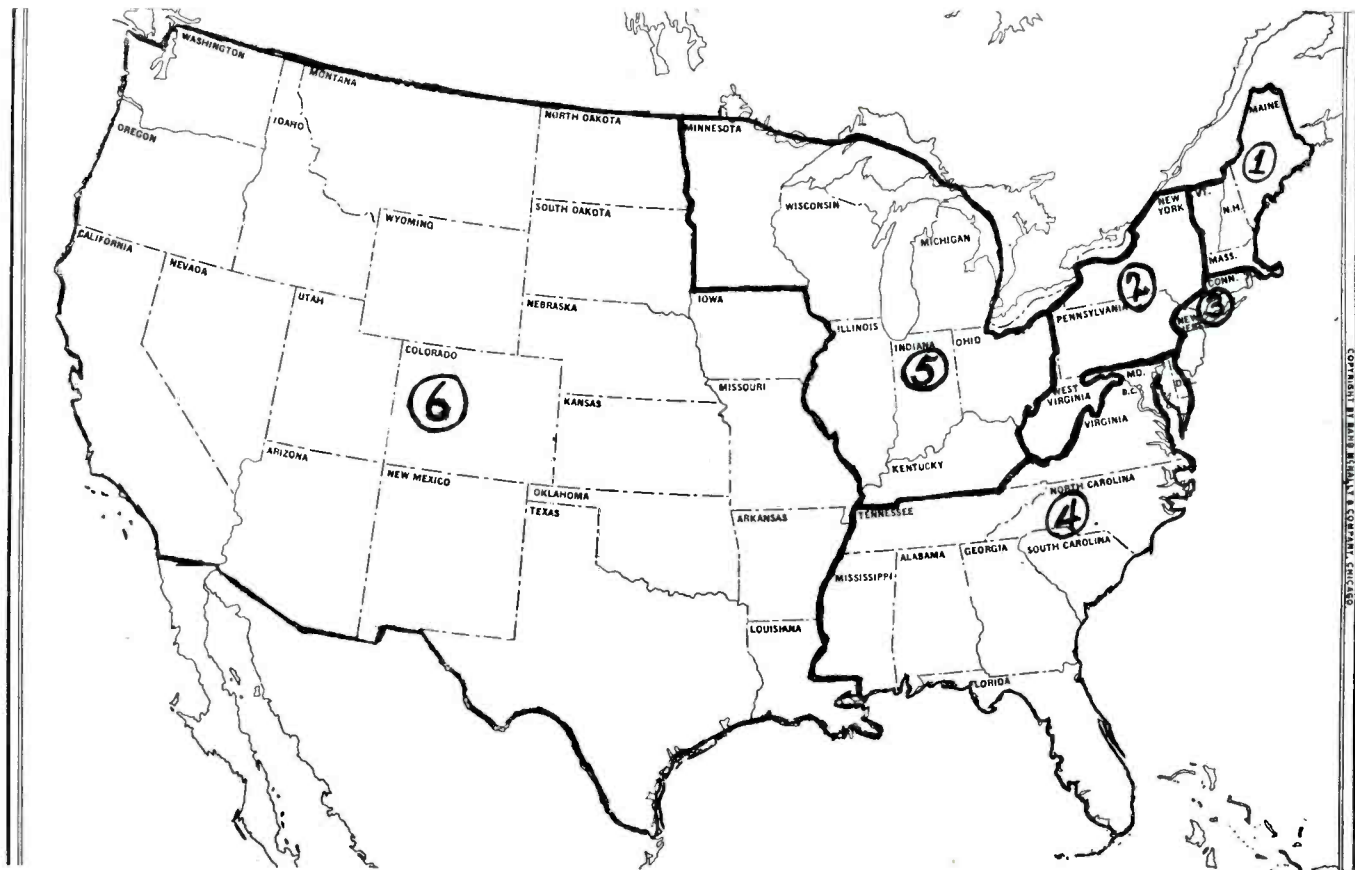 WASHINGTON
MONTANA
NORTH DAKOTA
MINNESOTA
MAINE
1
IDAHO
OREGON
SOUTH DAKOTA
WISCONSIN
NEW
YORK
VT.
N.H.
WYOMING
MICHIGAN
CALIFORNIA
NEVADA
MASS.
CONN.
2
3
UTAH
NEBRASKA
IOWA
PENNSYLVANIA
NEW
ILLINOIS
INDIANA
OHIO
COLORADO
5
MISSOURI
MD.
WEST
VIRGINIA
6
KANSAS
VIRGINIA
ARIZONA
NEW MEXICO
KENTUCKY
NORTH CAROLINA
OKLAHOMA
TEXAS
ARKANSAS
TENNESSEE
4
SOUTH CAROLINA
ALABAMA
GEORGIA
MISSISSIPPI
LOUISIANA
FLORIDA
COPYRIGHT BY RAND MCNALLY & COMPANY, CHICAGO